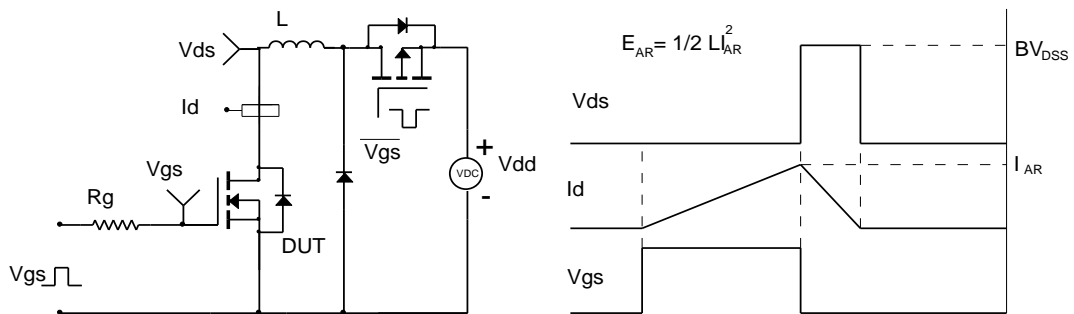 L
Vds
Id
Vgs
Rg
DUT
Vgs
Vgs
VDC
+
Vdd
-
E_AR= 1/2 LI_AR^2
BV_DSS
Vds
I_AR
Id
Vgs